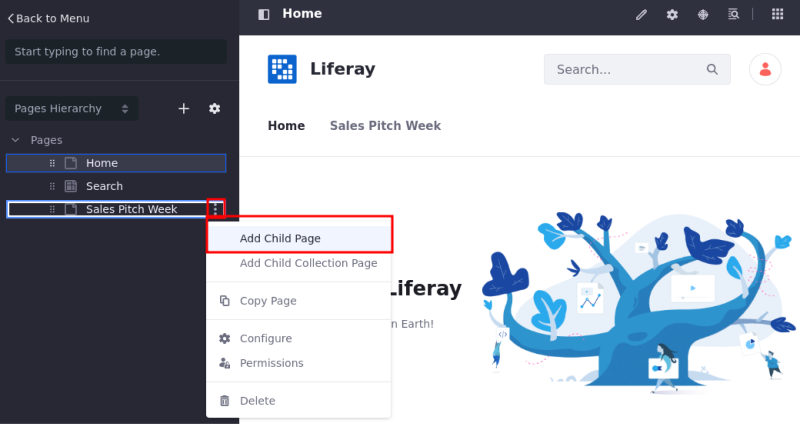 Back to Menu
Start typing to find a page.
Pages Hierarchy
Pages
Home
Search
Sales Pitch Week
Add Child Page
Add Child Collection Page
Copy Page
Configure
Permissions
Delete
Home
Liferay
Search...
Home
Sales Pitch Week
Liferay
n Earth!